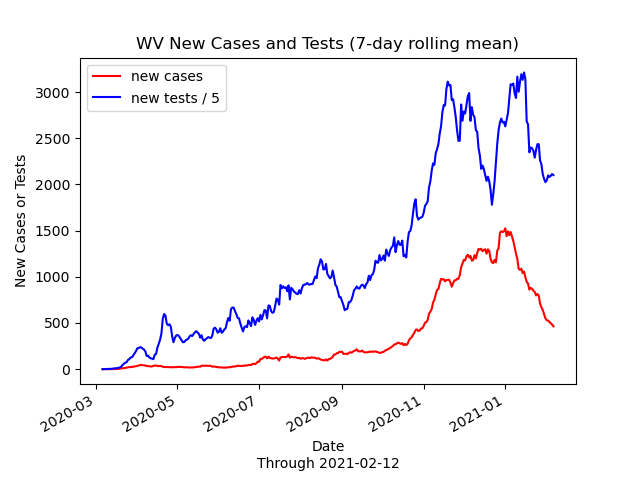 WV New Cases and Tests (7-day rolling mean)
new cases
new tests / 5
New Cases or Tests
3000
2500
2000
1500
1000
500
0
2020-03
2020-05
2020-07
2020-09
2020-11
2021-01
Date
Through 2021-02-12